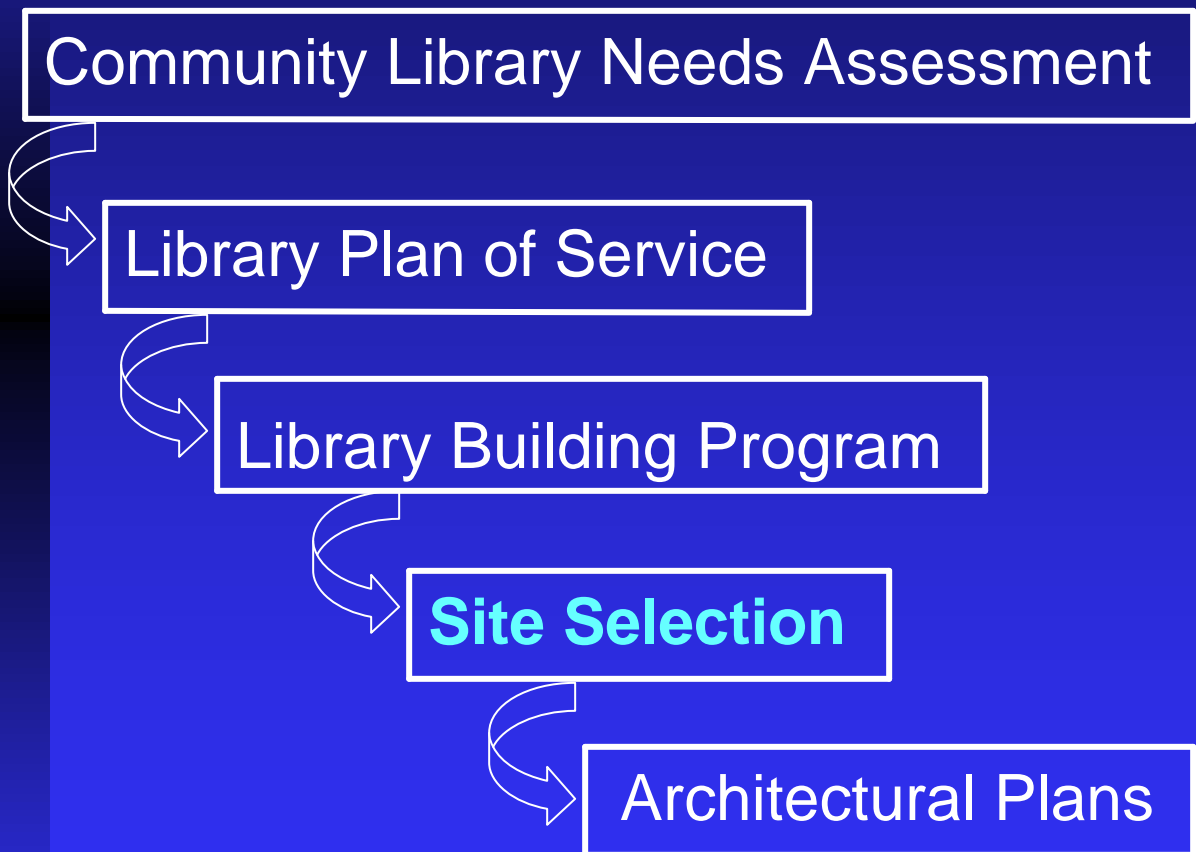 Community Library Needs Assessment
Library Plan of Service
Library Building Program
Site Selection
Architectural Plans